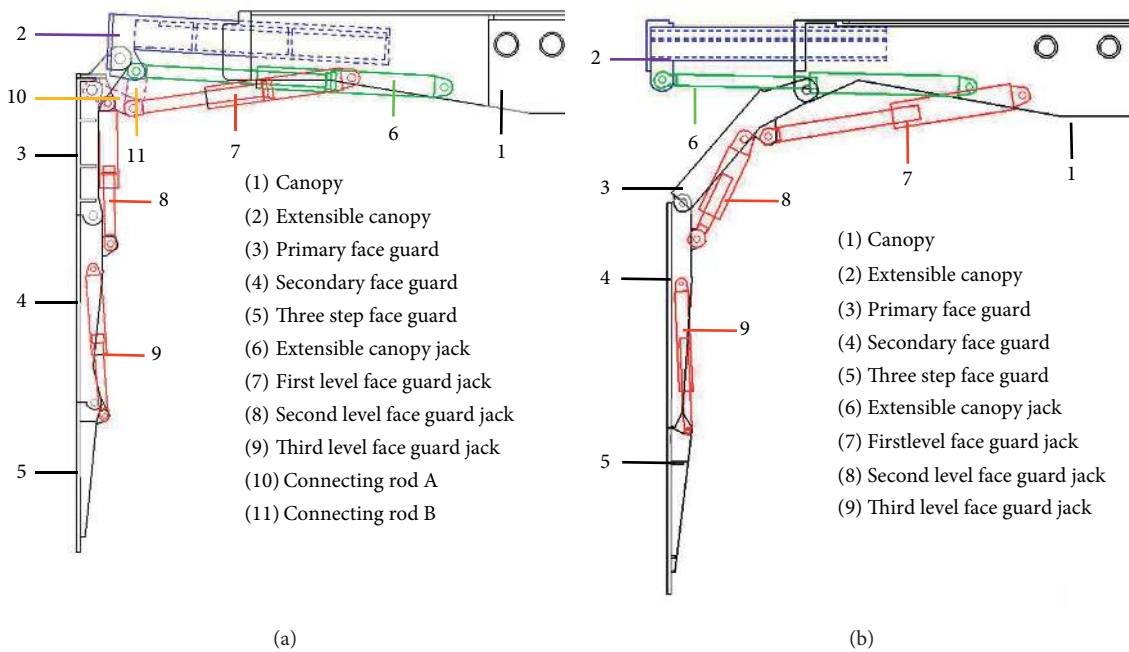 2
10
3
11
7
6
1
8
4
9
5
(1) Canopy
(2) Extensible canopy
(3) Primary face guard
(4) Secondary face guard
(5) Three step face guard
(6) Extensible canopy jack
(7) First level face guard jack
(8) Second level face guard jack
(9) Third level face guard jack
(10) Connecting rod A
(11) Connecting rod B
(a)
2
6
7
1
3
8
4
9
5
(1) Canopy
(2) Extensible canopy
(3) Primary face guard
(4) Secondary face guard
(5) Three step face guard
(6) Extensible canopy jack
(7) Firstlevel face guard jack
(8) Second level face guard jack
(9) Third level face guard jack
(b)